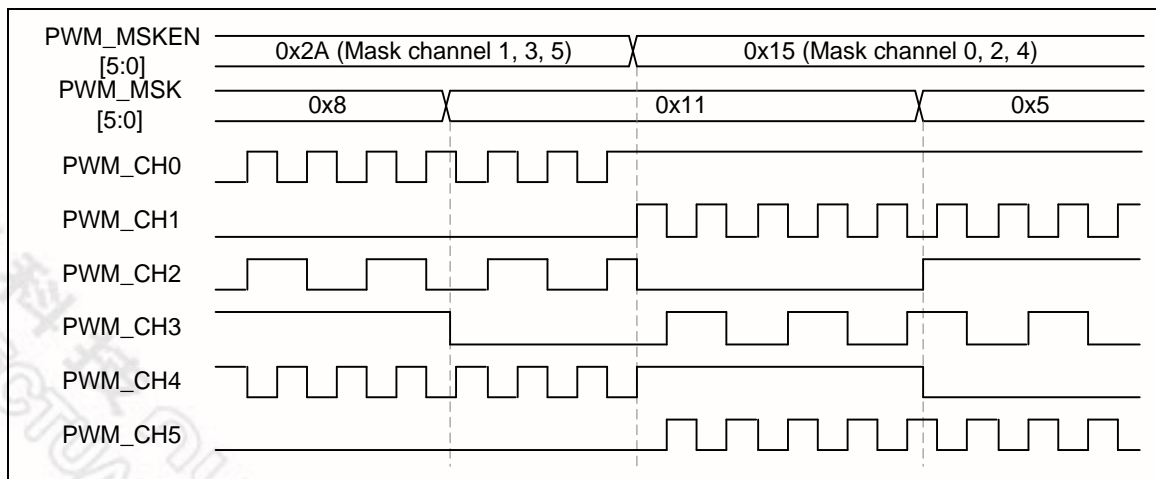 PWM_MSKEN
[5:0]
0x2A (Mask channel 1, 3, 5)
0x15 (Mask channel 0, 2, 4)
PWM_MSK
[5:0]
0x8
0x11
0x5
PWM_CH0
PWM_CH1
PWM_CH2
PWM_CH3
PWM_CH4
PWM_CH5